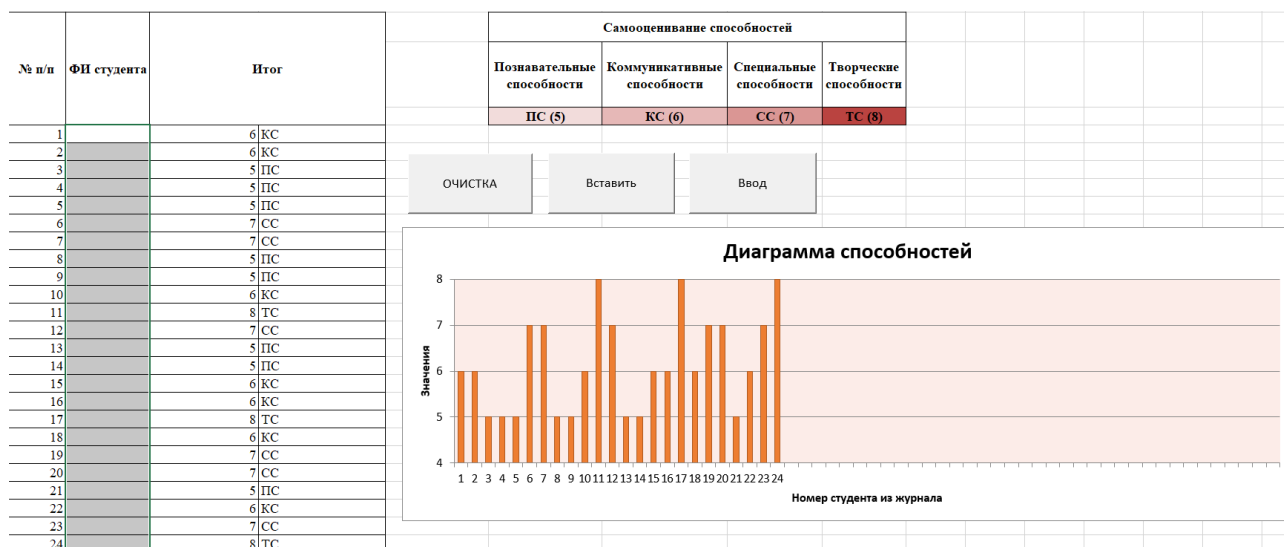 Самооценивание способностей
№ п/п ФИ студента Итог
Познавательные способности Коммуникативные способности Специальные способности Творческие способности
ПС (5) КС (6) СС (7) ТС (8)
1 6 КС
2 6 КС
3 5 ПС
4 5 ПС
5 5 ПС
6 7 СС
7 7 СС
8 5 ПС
9 5 ПС
10 6 КС
11 8 ТС
12 7 СС
13 5 ПС
14 5 ПС
15 6 КС
16 6 КС
17 8 ТС
18 6 КС
19 7 СС
20 7 СС
21 5 ПС
22 6 КС
23 7 СС
24 8 ТС
ОЧИСТКА Вставить Ввод
Диаграмма способностей
8
7
6
5
4
Значения
1 2 3 4 5 6 7 8 9 10 11 12 13 14 15 16 17 18 19 20 21 22 23 24
Номер студента из журнала